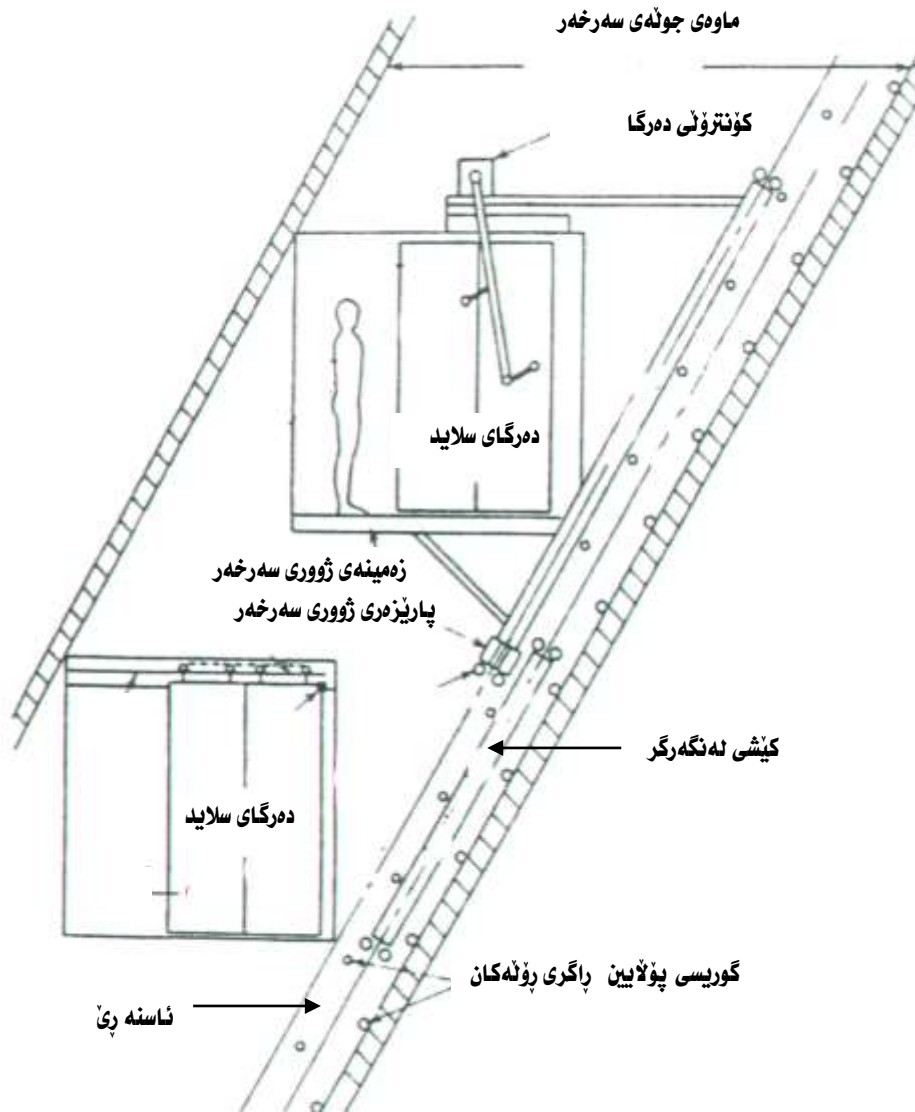 ماوەی جوڵەی سەرخەر
کۆنترۆڵی دەرگا
دەرگای سلاید
زەمینەی ژووری سەرخەر
پارێزەری ژووری سەرخەر
کێشی لەنگەرگر
دەرگای سلاید
گوریسی پۆڵایین ڕاگری ڕۆڵەکان
ئاسنە ڕێ